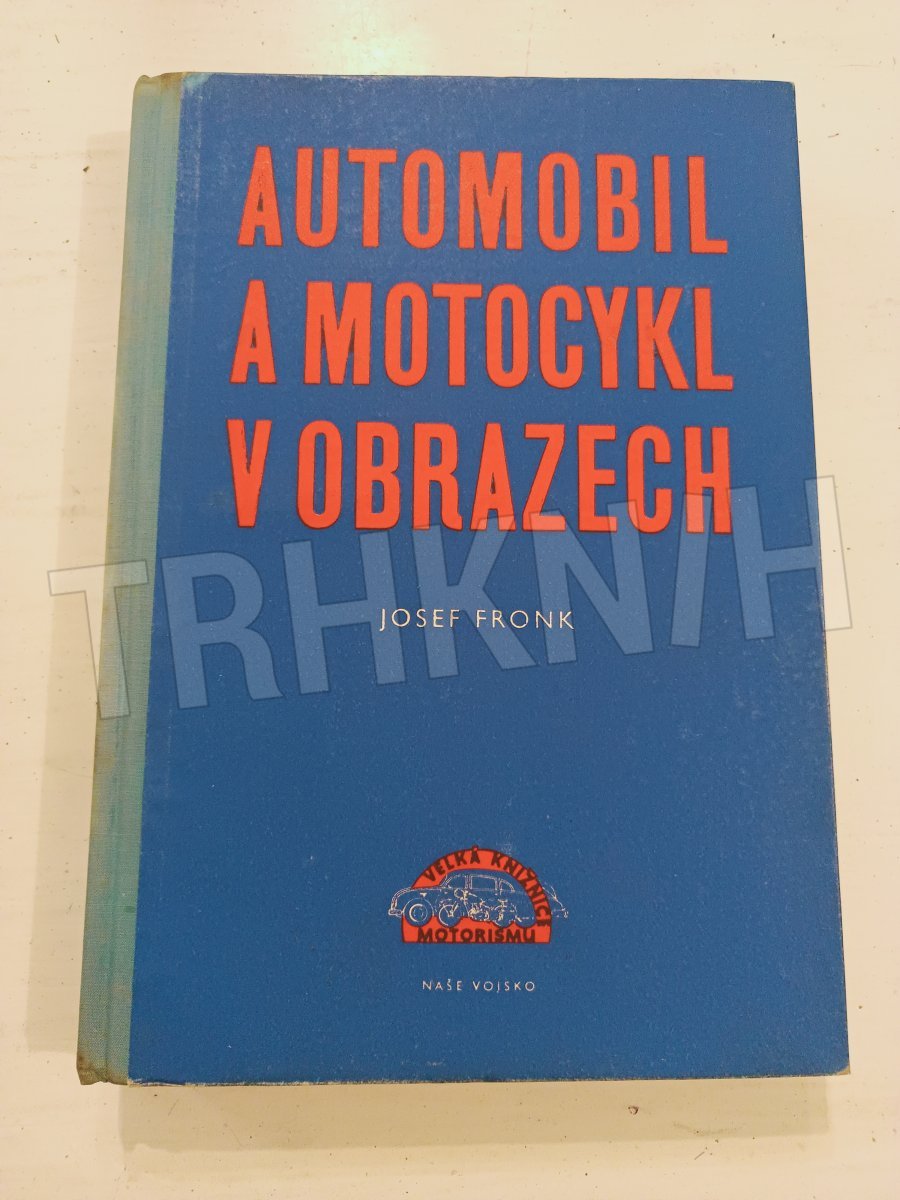 AUTOMOBIL
A MOTOCYKL
V OBRAZECH
TRHKNIH
JOSEF FRONK
VELKÁ KNIŽNICE
MOTORISMU
NAŠE VOJSKO